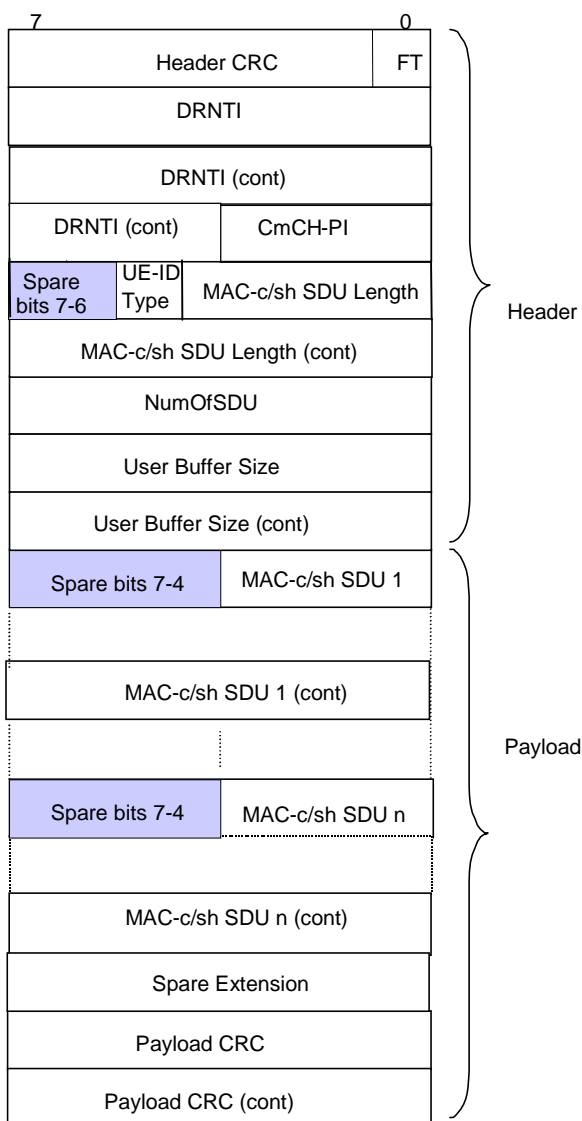 7 0
Header CRC FT
DRNTI
DRNTI (cont)
DRNTI (cont) CmCH-PI
Spare bits 7-6 UE-ID Type MAC-c/sh SDU Length
MAC-c/sh SDU Length (cont)
NumOfSDU
User Buffer Size
User Buffer Size (cont)
Header
Spare bits 7-4 MAC-c/sh SDU 1
MAC-c/sh SDU 1 (cont)
Spare bits 7-4 MAC-c/sh SDU n
MAC-c/sh SDU n (cont)
Spare Extension
Payload CRC
Payload CRC (cont)
Payload